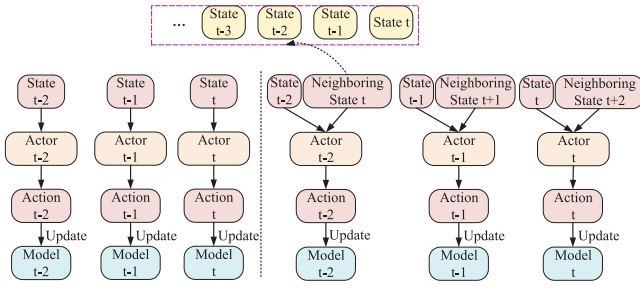 ... State State State State t
t-3 t-2 t-1
State State State
t-2 t-1 t
Actor Actor Actor
t-2 t-1 t
Action Action Action
t-2 t-1 t
Update Update Update
Model Model Model
t-2 t-1 t
State Neighboring State Neighboring State Neighboring
t-2 State t t-1 State t+1 t State t+2
Actor Actor Actor
t-2 t-1 t
Action Action Action
t-2 t-1 t
Update Update Update
Model Model Model
t-2 t-1 t